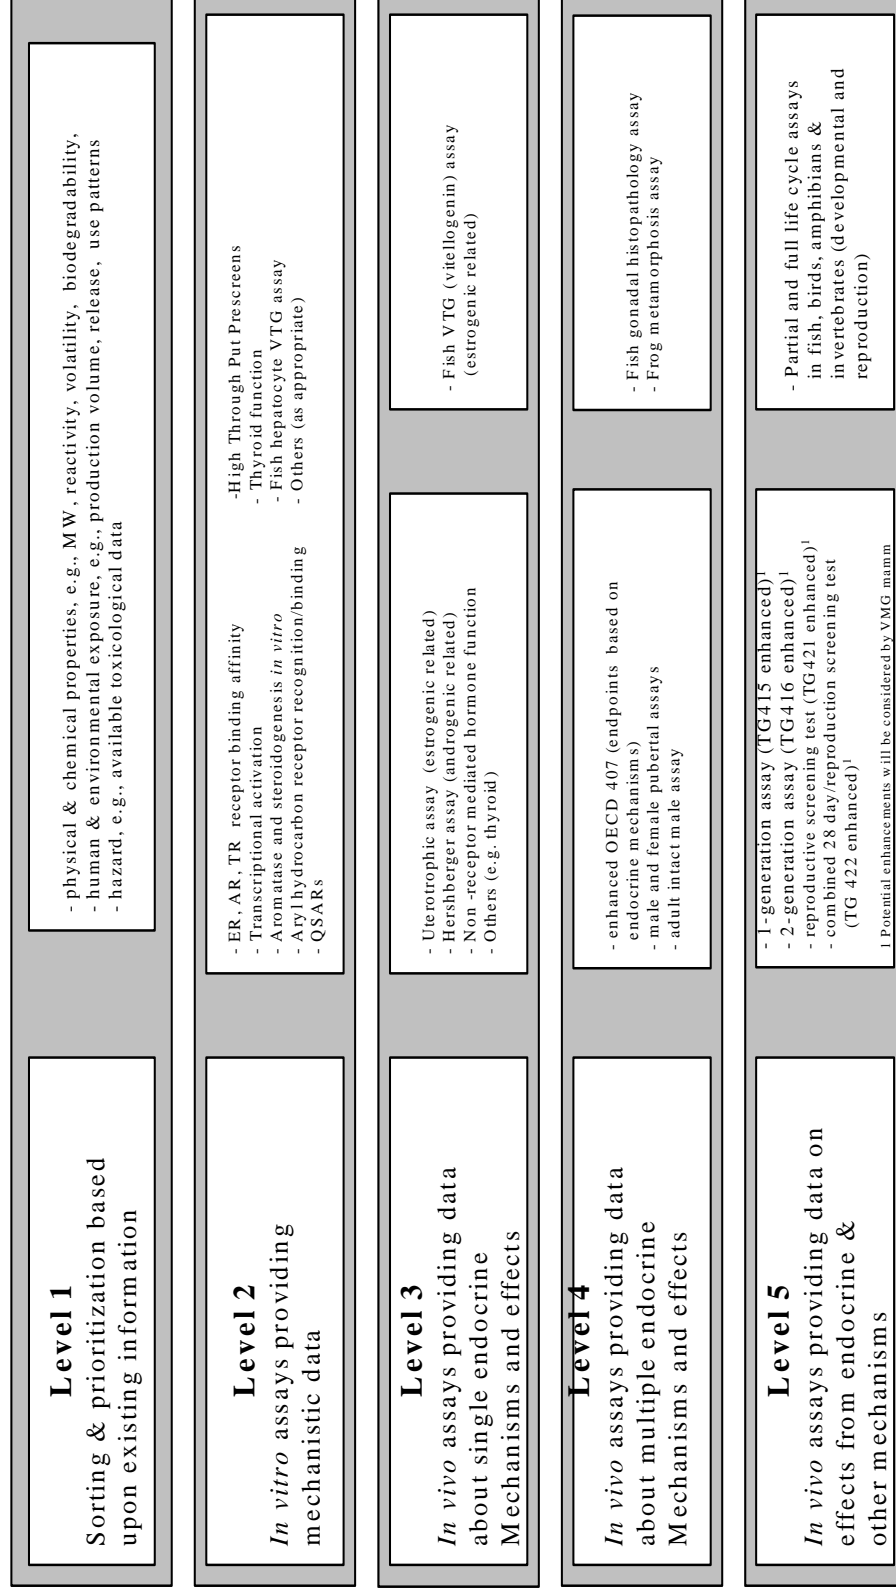 Level 1
Sorting & prioritization based
upon existing information
- physical & chemical properties, e.g., MW, reactivity, volatility, biodegradability,
- human & environmental exposure, e.g., production volume, release, use patterns
- hazard, e.g., available toxicological data
Level 2
In vitro assays providing
mechanistic data
- ER, AR, TR receptor binding affinity
- Transcriptional activation
- Aromatase and steroidogenesis in vitro
- Aryl hydrocarbon receptor recognition/binding
- QSARs
-High Through Put Prescreens
- Thyroid function
- Fish hepatocyte VTG assay
- Others (as appropriate)
Level 3
In vivo assays providing data
about single endocrine
Mechanisms and effects
- Uterotrophic assay (estrogenic related)
- Hershberger assay (androgenic related)
- Non -receptor mediated hormone function
- Others (e.g. thyroid)
- Fish VTG (vitellogenin) assay
(estrogenic related)
Level 4
In vivo assays providing data
about multiple endocrine
Mechanisms and effects
- enhanced OECD 407 (endpoints based on
endocrine mechanisms)
- male and female pubertal assays
- adult intact male assay
- Fish gonadal histopathology assay
- Frog metamorphosis assay
Level 5
In vivo assays providing data on
effects from endocrine &
other mechanisms
- 1-generation assay (TG415 enhanced)¹
- 2-generation assay (TG416 enhanced)¹
- reproductive screening test (TG421 enhanced)¹
- combined 28 day/reproduction screening test
(TG 422 enhanced)¹
1 Potential enhancements will be considered by VMG mamm
- Partial and full life cycle assays
in fish, birds, amphibians &
invertebrates (developmental and
reproduction)